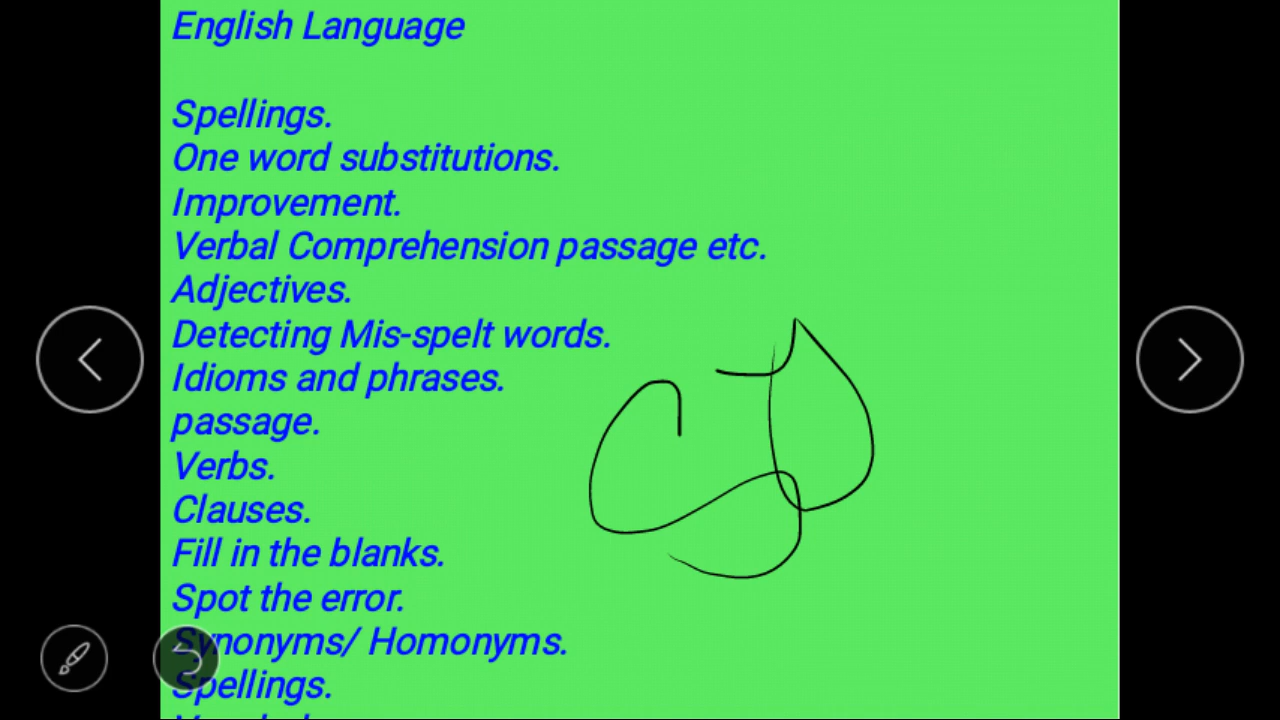 English Language
Spellings.
One word substitutions.
Improvement.
Verbal Comprehension passage etc.
Adjectives.
Detecting Mis-spelt words.
Idioms and phrases.
passage.
Verbs.
Clauses.
Fill in the blanks.
Spot the error.
Synonyms/ Homonyms.
Spellings.